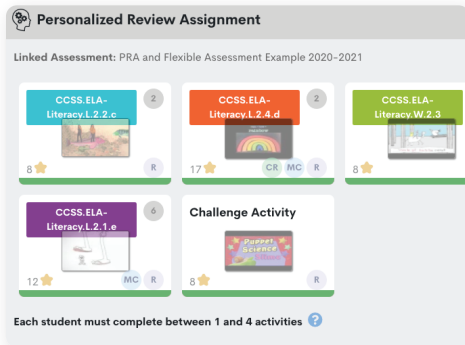 Personalized Review Assignment
Linked Assessment: PRA and Flexible Assessment Example 2020-2021
CCSS.ELA-
Literacy.L.2.2.c
2
8
R
CCSS.ELA-
Literacy.L.2.4.d
2
17
CR MC R
CCSS.ELA-
Literacy.W.2.3
8
CCSS.ELA-
Literacy.L.2.1.e
6
12
MC R
Challenge Activity
Puppet
Science
8
R
Each student must complete between 1 and 4 activities ?